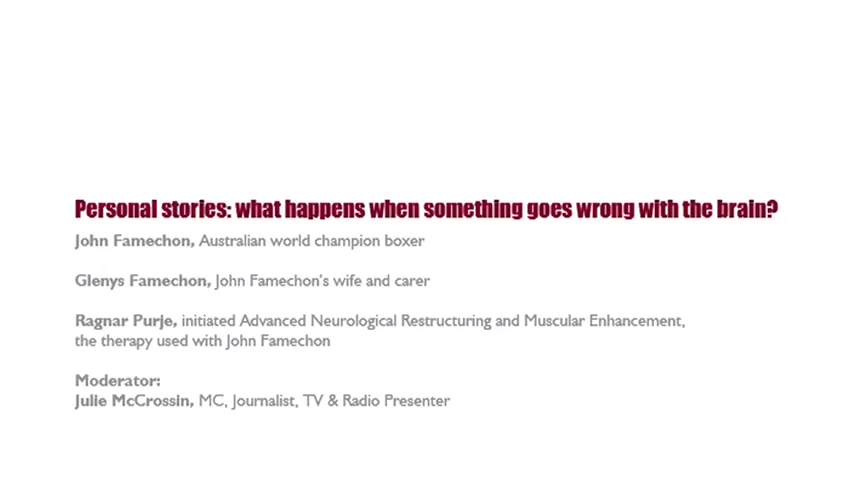 Personal stories: what happens when something goes wrong with the brain?
John Famechon, Australian world champion boxer
Glenys Famechon, John Famechon's wife and carer
Ragnar Purje, initiated Advanced Neurological Restructuring and Muscular Enhancement,
the therapy used with John Famechon
Moderator:
Julie McCrossin, MC, Journalist, TV & Radio Presenter